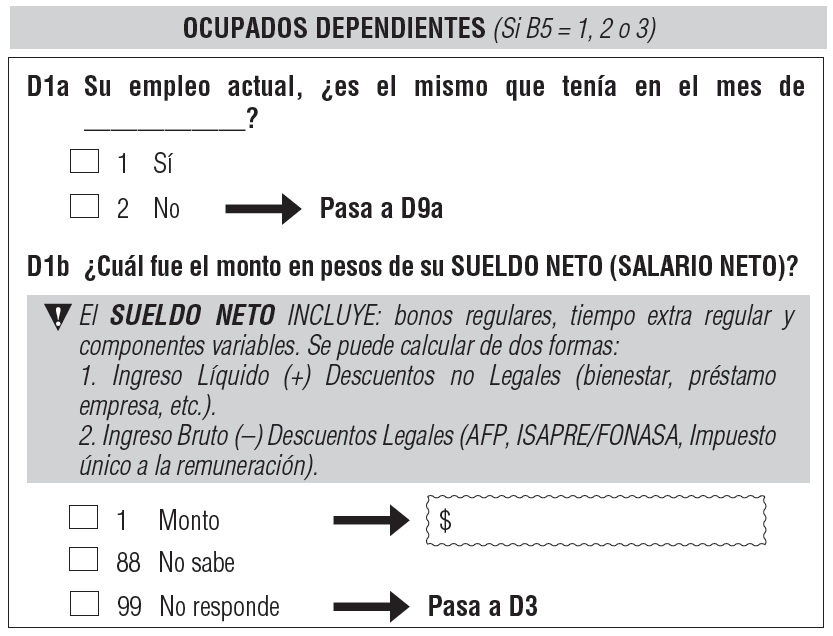 OCUPADOS DEPENDIENTES (Si B5 = 1, 2 o 3)
D1a Su empleo actual, ¿es el mismo que tenía en el mes de
____________?
1 Sí
2 No Pasa a D9a
D1b ¿Cuál fue el monto en pesos de su SUELDO NETO (SALARIO NETO)?
El SUELDO NETO INCLUYE: bonos regulares, tiempo extra regular y
componentes variables. Se puede calcular de dos formas:
1. Ingreso Líquido (+) Descuentos no Legales (bienestar, préstamo
empresa, etc.).
2. Ingreso Bruto (–) Descuentos Legales (AFP, ISAPRE/FONASA, Impuesto
único a la remuneración).
1 Monto $
88 No sabe
99 No responde Pasa a D3